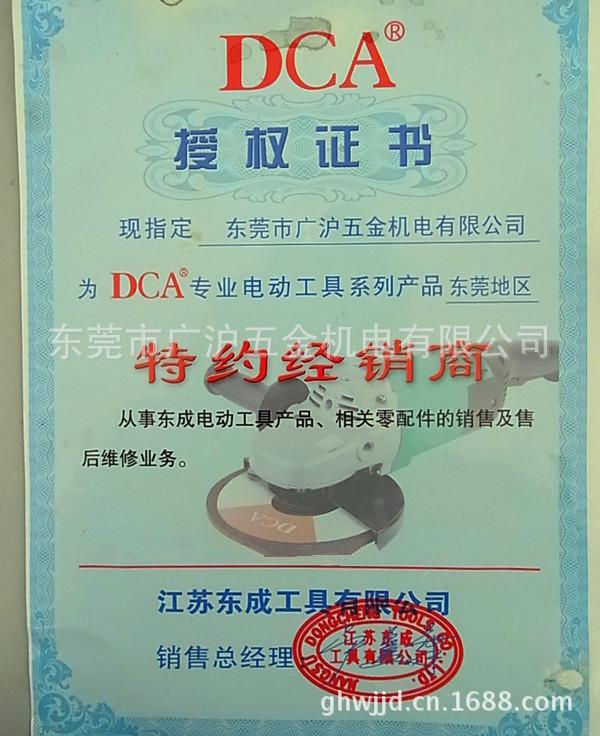 DCA®
授权证书
现指定 东莞市广沪五金机电有限公司
为 DCA® 专业电动工具系列产品 东莞地区
东莞市广沪五金机电有限公司
特约经销商
从事东成电动工具产品、相关零配件的销售及售
后维修业务。
DCA
江苏东成工具有限公司
销售总经理：
JIANGSU DONGCHENG TOOLS CO., LTD.
江苏东成
工具有限公司
ghwjjd.cn.1688.com